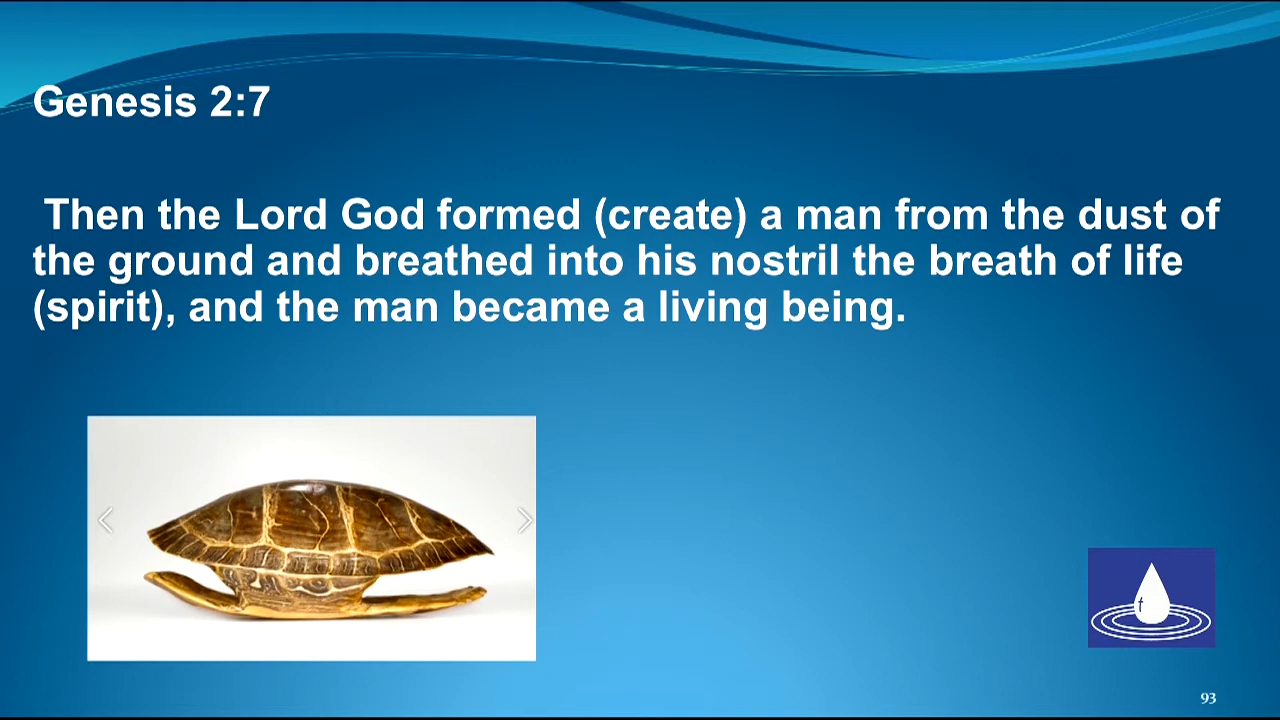 Genesis 2:7
Then the Lord God formed (create) a man from the dust of
the ground and breathed into his nostril the breath of life
(spirit), and the man became a living being.
t
93